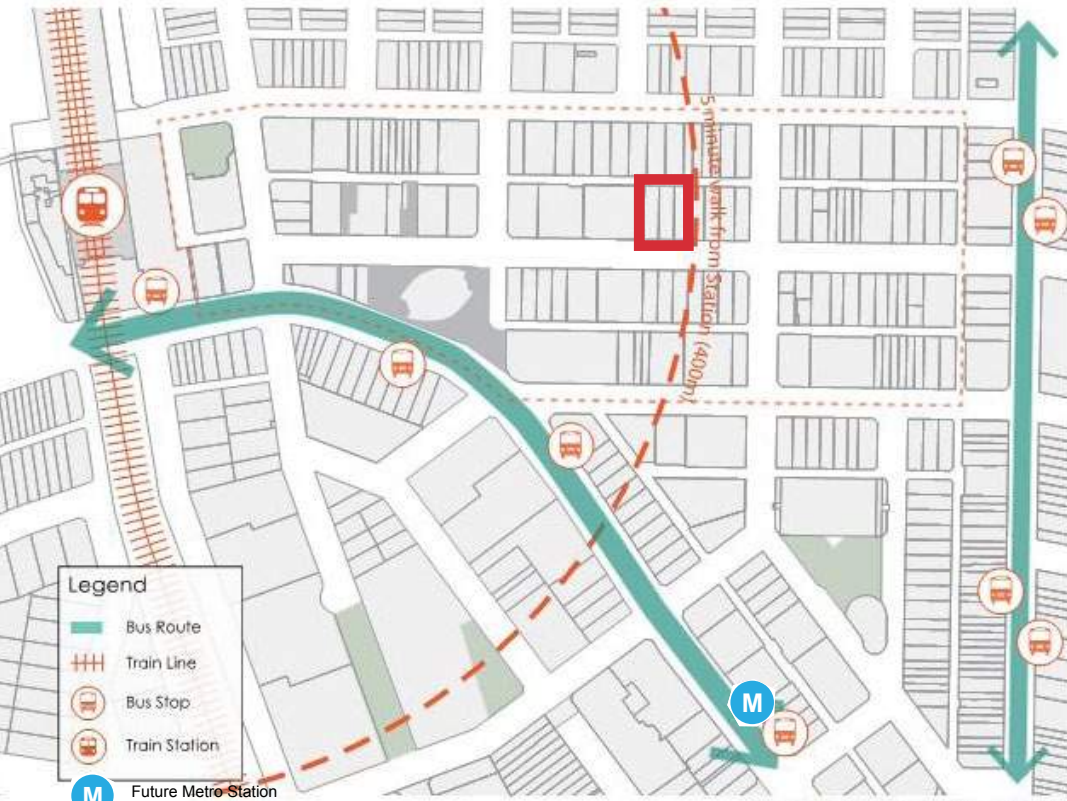 5 minute walk from Station (400m)
M
Legend
Bus Route
Train Line
Bus Stop
Train Station
M Future Metro Station